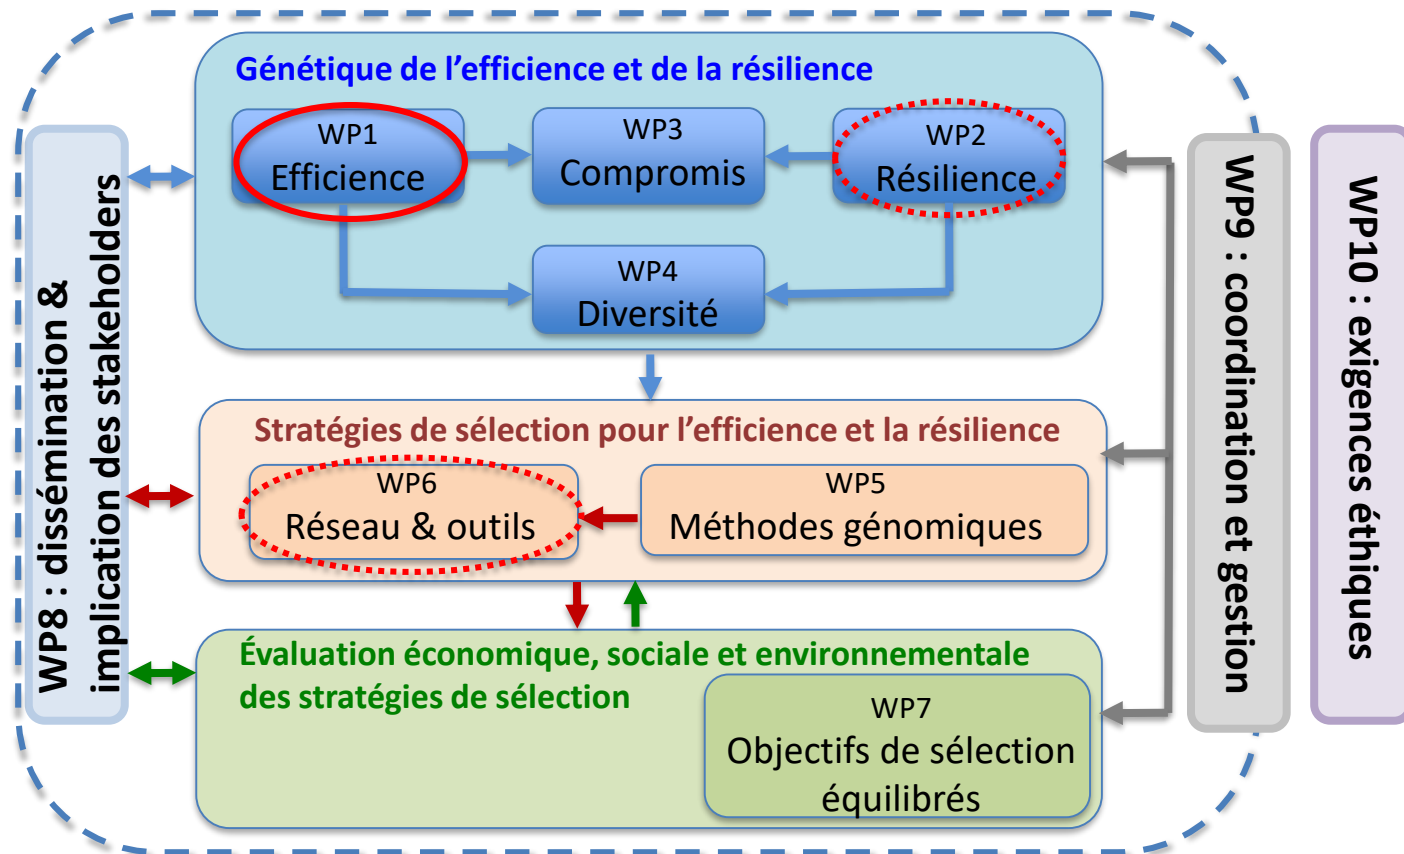 Génétique de l’efficience et de la résilience
WP1
Efficience
WP3
Compromis
WP2
Résilience
WP4
Diversité
Stratégies de sélection pour l’efficience et la résilience
WP6
Réseau & outils
WP5
Méthodes génomiques
Évaluation économique, sociale et environnementale
des stratégies de sélection
WP7
Objectifs de sélection
équilibrés
WP8 : dissémination &
implication des stakeholders
WP9 : coordination et gestion
WP10 : exigences éthiques